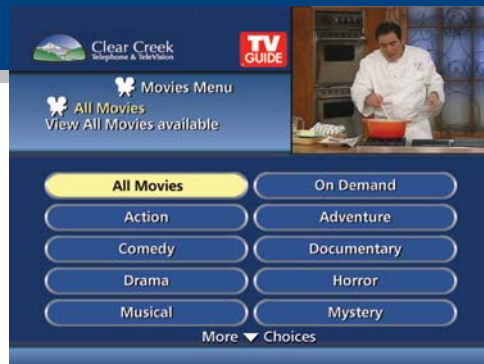 Clear Creek
Telephone & TeleVision
TV
GUIDE
Movies Menu
All Movies
View All Movies available
All Movies
On Demand
Action
Adventure
Comedy
Documentary
Drama
Horror
Musical
Mystery
More Choices